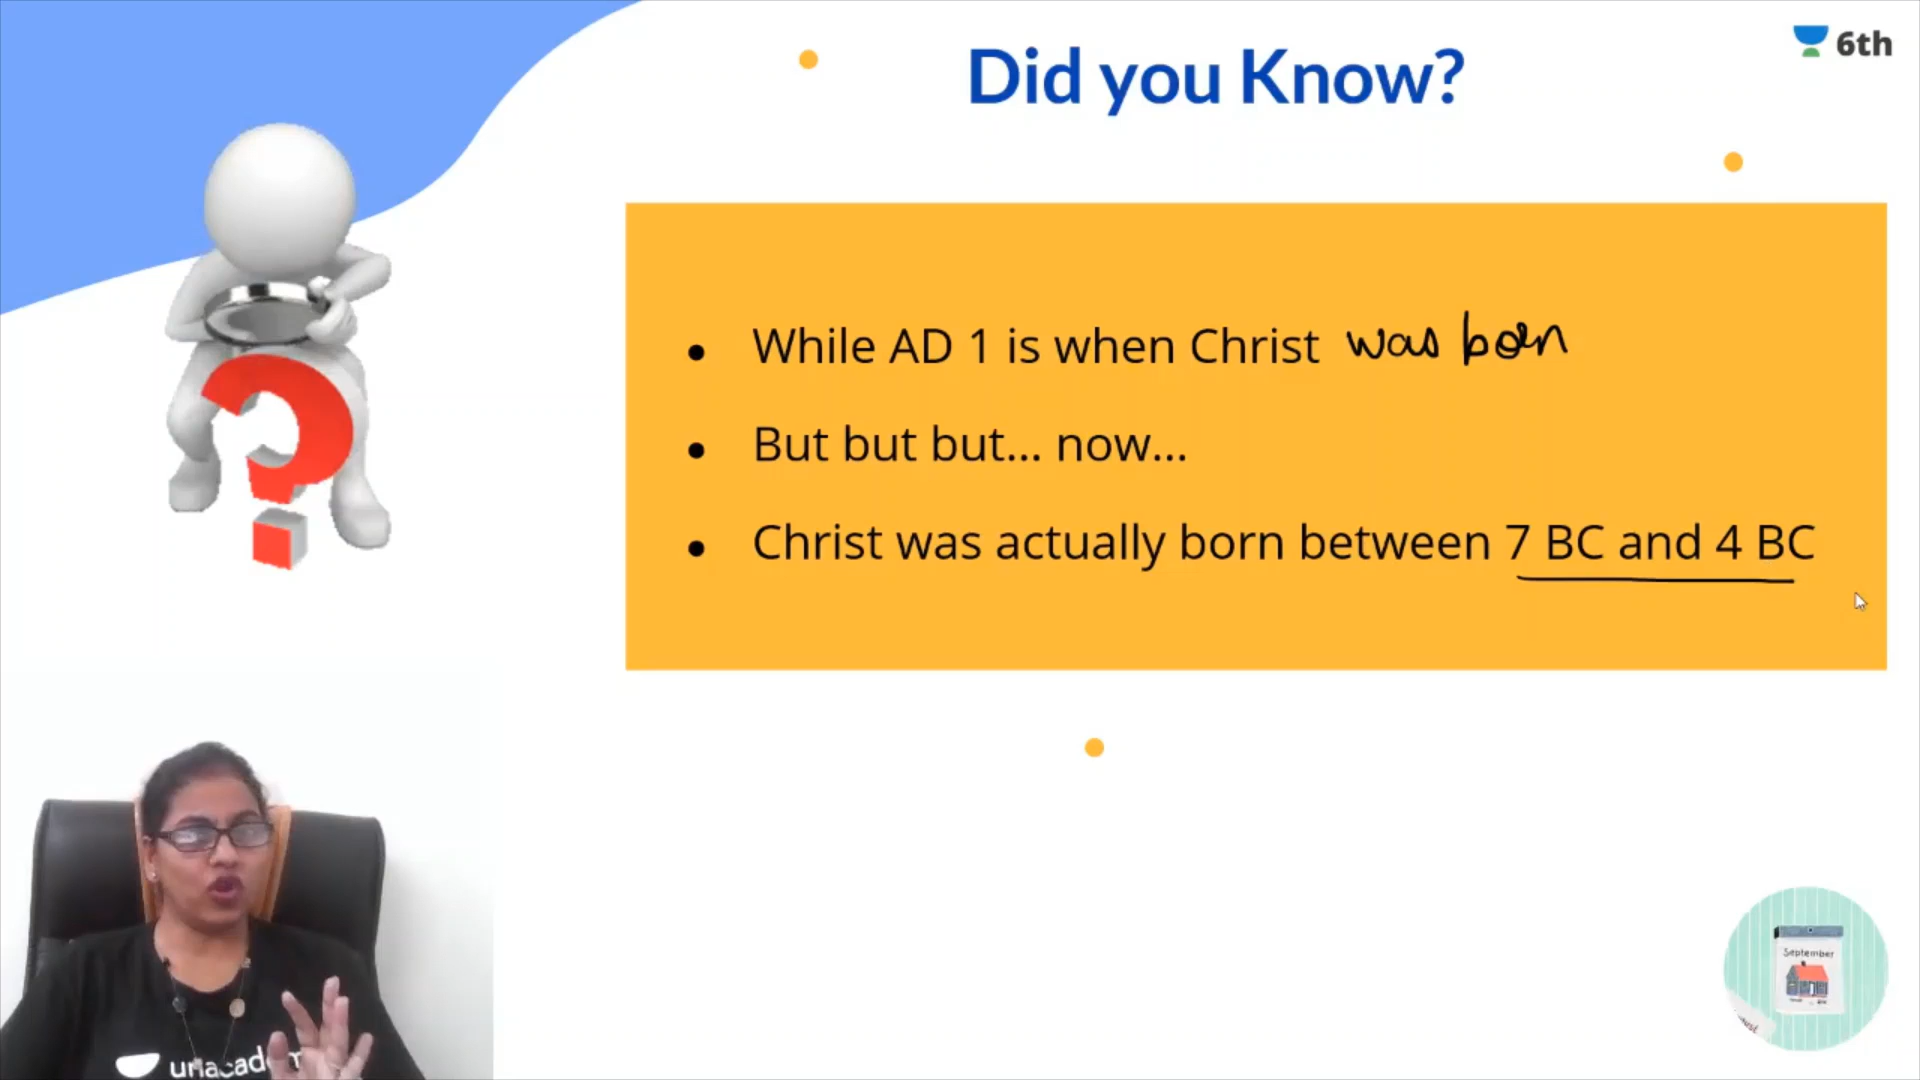 Did you Know?
6th
• While AD 1 is when Christ was born
• But but but... now...
• Christ was actually born between 7 BC and 4 BC
September